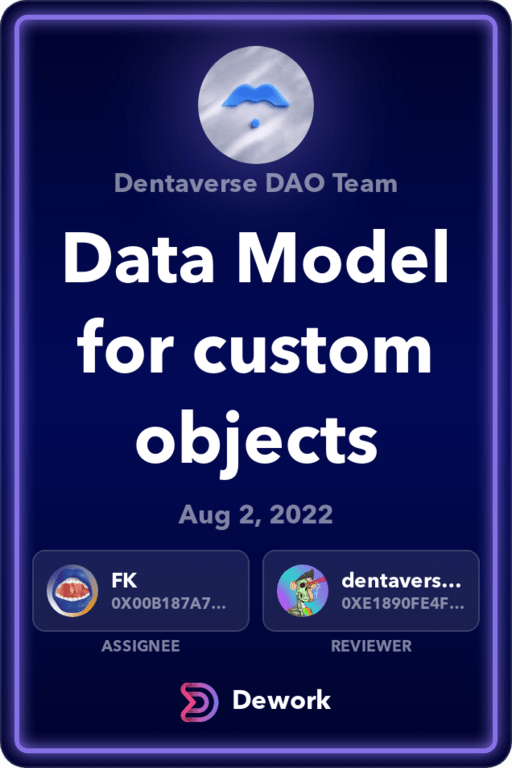 Dentaverse DAO Team
Data Model
for custom
objects
Aug 2, 2022
FK
0X00B187A7...
ASSIGNEE
dentavers...
0XE1890FE4F...
REVIEWER
Dework